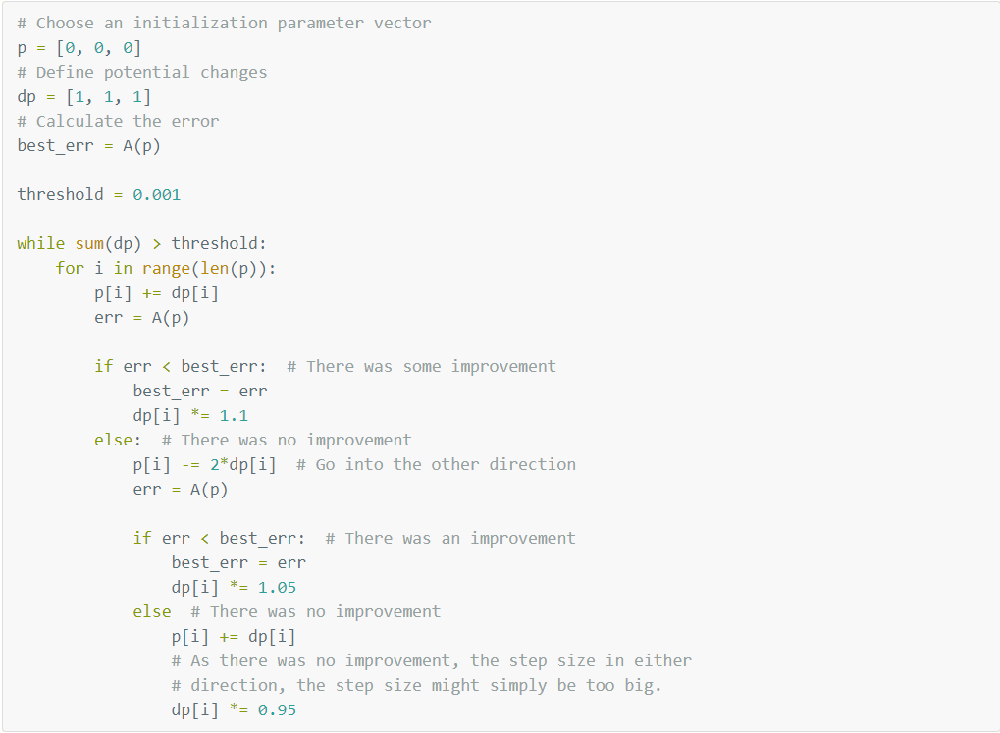 # Choose an initialization parameter vector
p = [0, 0, 0]
# Define potential changes
dp = [1, 1, 1]
# Calculate the error
best_err = A(p)

threshold = 0.001

while sum(dp) > threshold:
    for i in range(len(p)):
        p[i] += dp[i]
        err = A(p)

        if err < best_err:  # There was some improvement
            best_err = err
            dp[i] *= 1.1
        else:  # There was no improvement
            p[i] -= 2*dp[i]  # Go into the other direction
            err = A(p)

            if err < best_err:  # There was an improvement
                best_err = err
                dp[i] *= 1.05
            else  # There was no improvement
                p[i] += dp[i]
                # As there was no improvement, the step size in either
                # direction, the step size might simply be too big.
                dp[i] *= 0.95